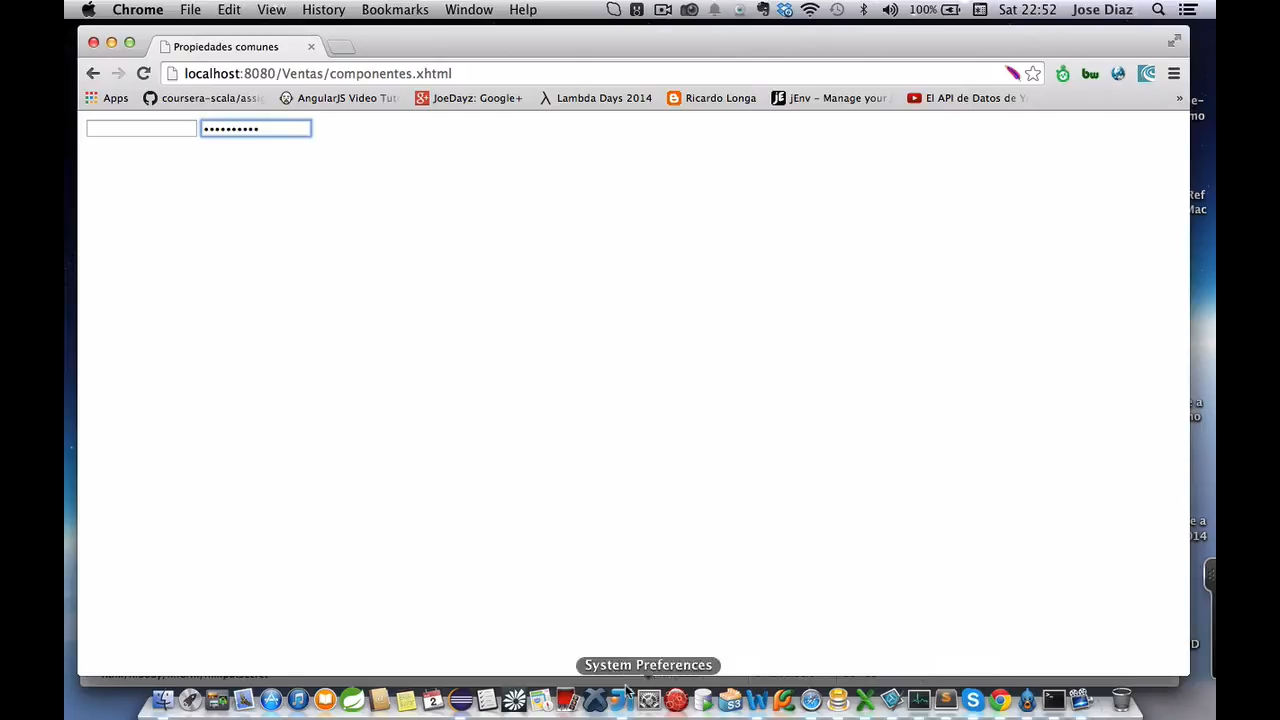 Chrome File Edit View History Bookmarks Window Help 100% Sat 22:52 Jose Diaz
Propiedades comunes
localhost:8080/Ventas/componentes.xhtml
Apps coursera-scala/assi AngularJS Video Tut JoeDayz: Google+ Lambda Days 2014 Ricardo Longa jEnv - Manage your El API de Datos de Y »
••••••••••
Ref
Mac
System Preferences